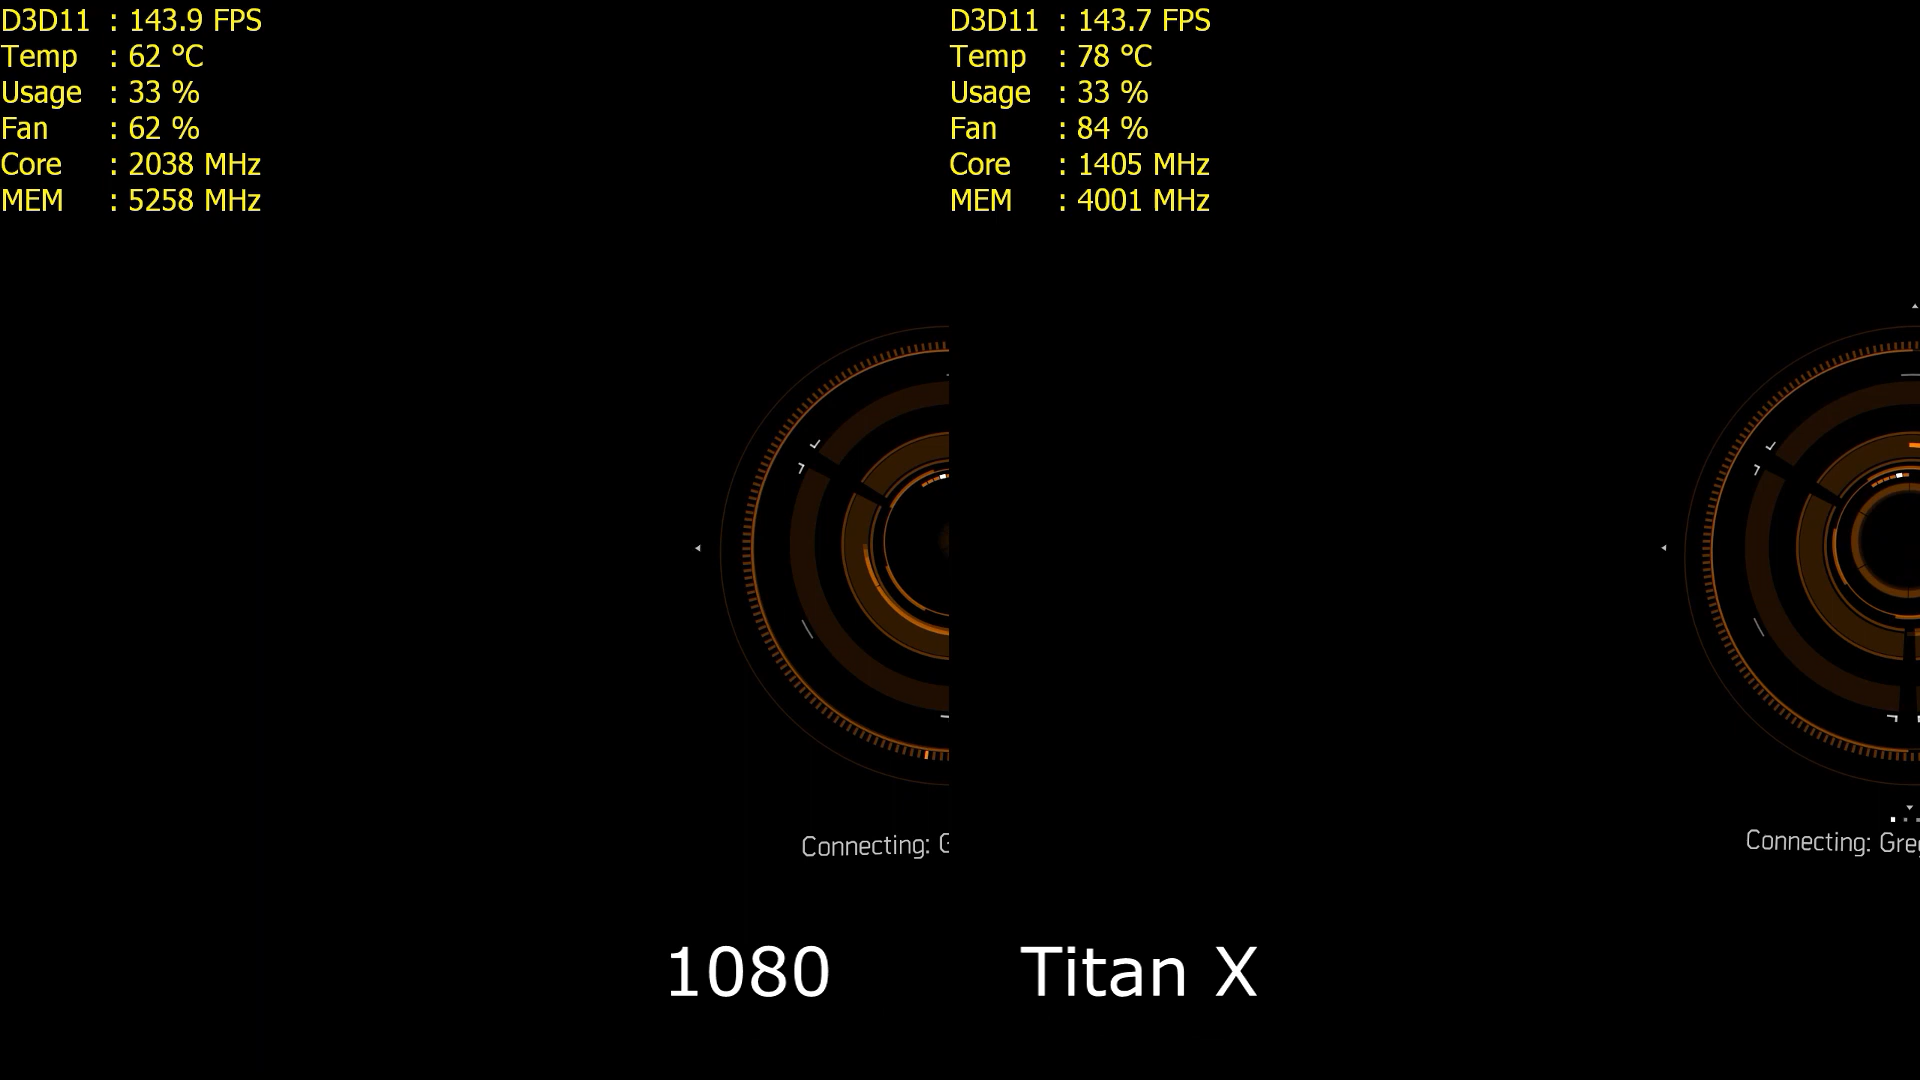 D3D11 : 143.9 FPS
Temp : 62 °C
Usage : 33 %
Fan : 62 %
Core : 2038 MHz
MEM : 5258 MHz
D3D11 : 143.7 FPS
Temp : 78 °C
Usage : 33 %
Fan : 84 %
Core : 1405 MHz
MEM : 4001 MHz
Connecting: G
Connecting: Greg
1080
Titan X